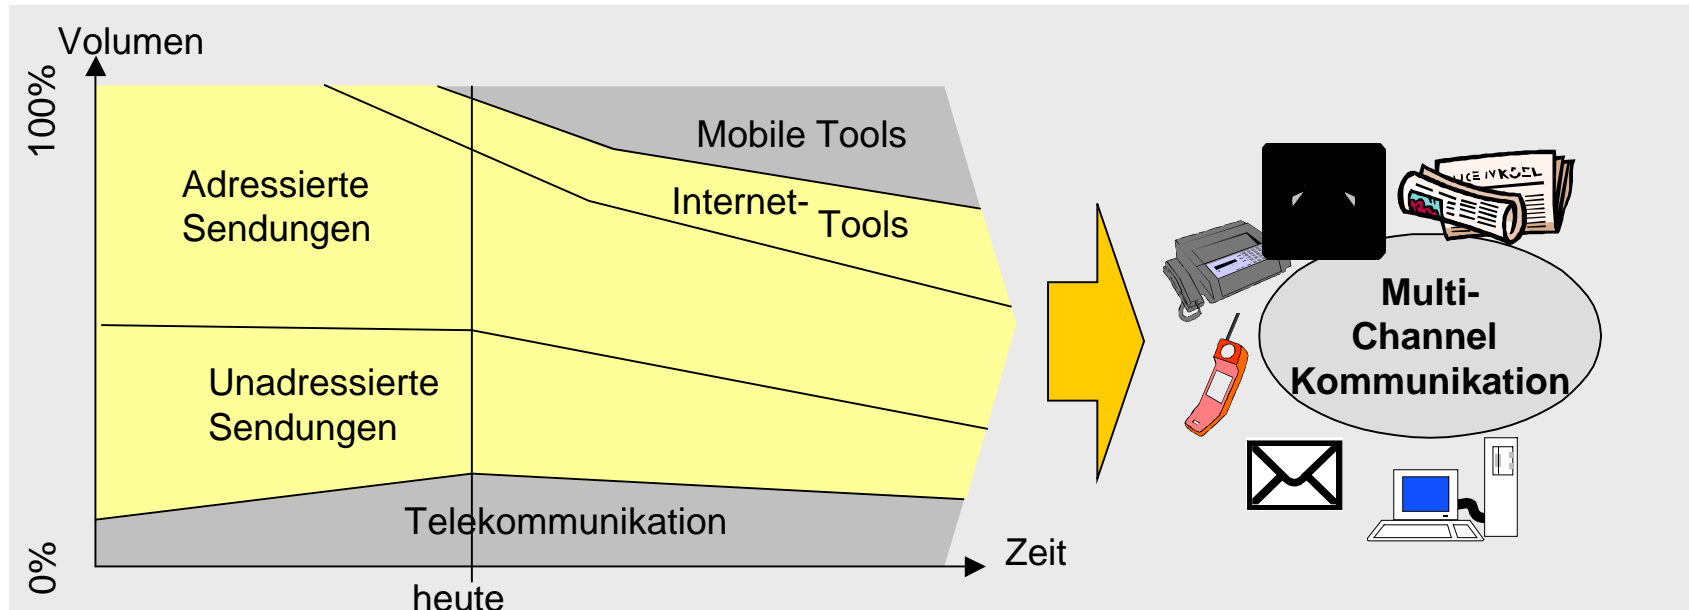 Volumen
100%
Mobile Tools
Adressierte
Sendungen
Internet-
Tools
Unadressierte
Sendungen
Telekommunikation
0%
Zeit
heute
Multi-
Channel
Kommunikation